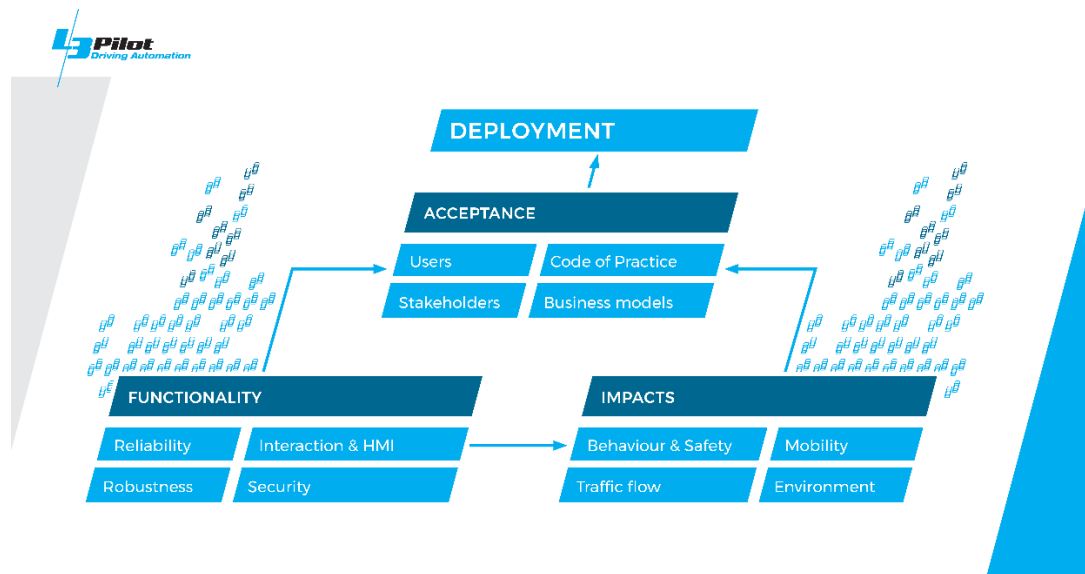 L3Pilot
Driving Automation
DEPLOYMENT
ACCEPTANCE
Users
Code of Practice
Stakeholders
Business models
FUNCTIONALITY
Reliability
Interaction & HMI
Robustness
Security
IMPACTS
Behaviour & Safety
Mobility
Traffic flow
Environment